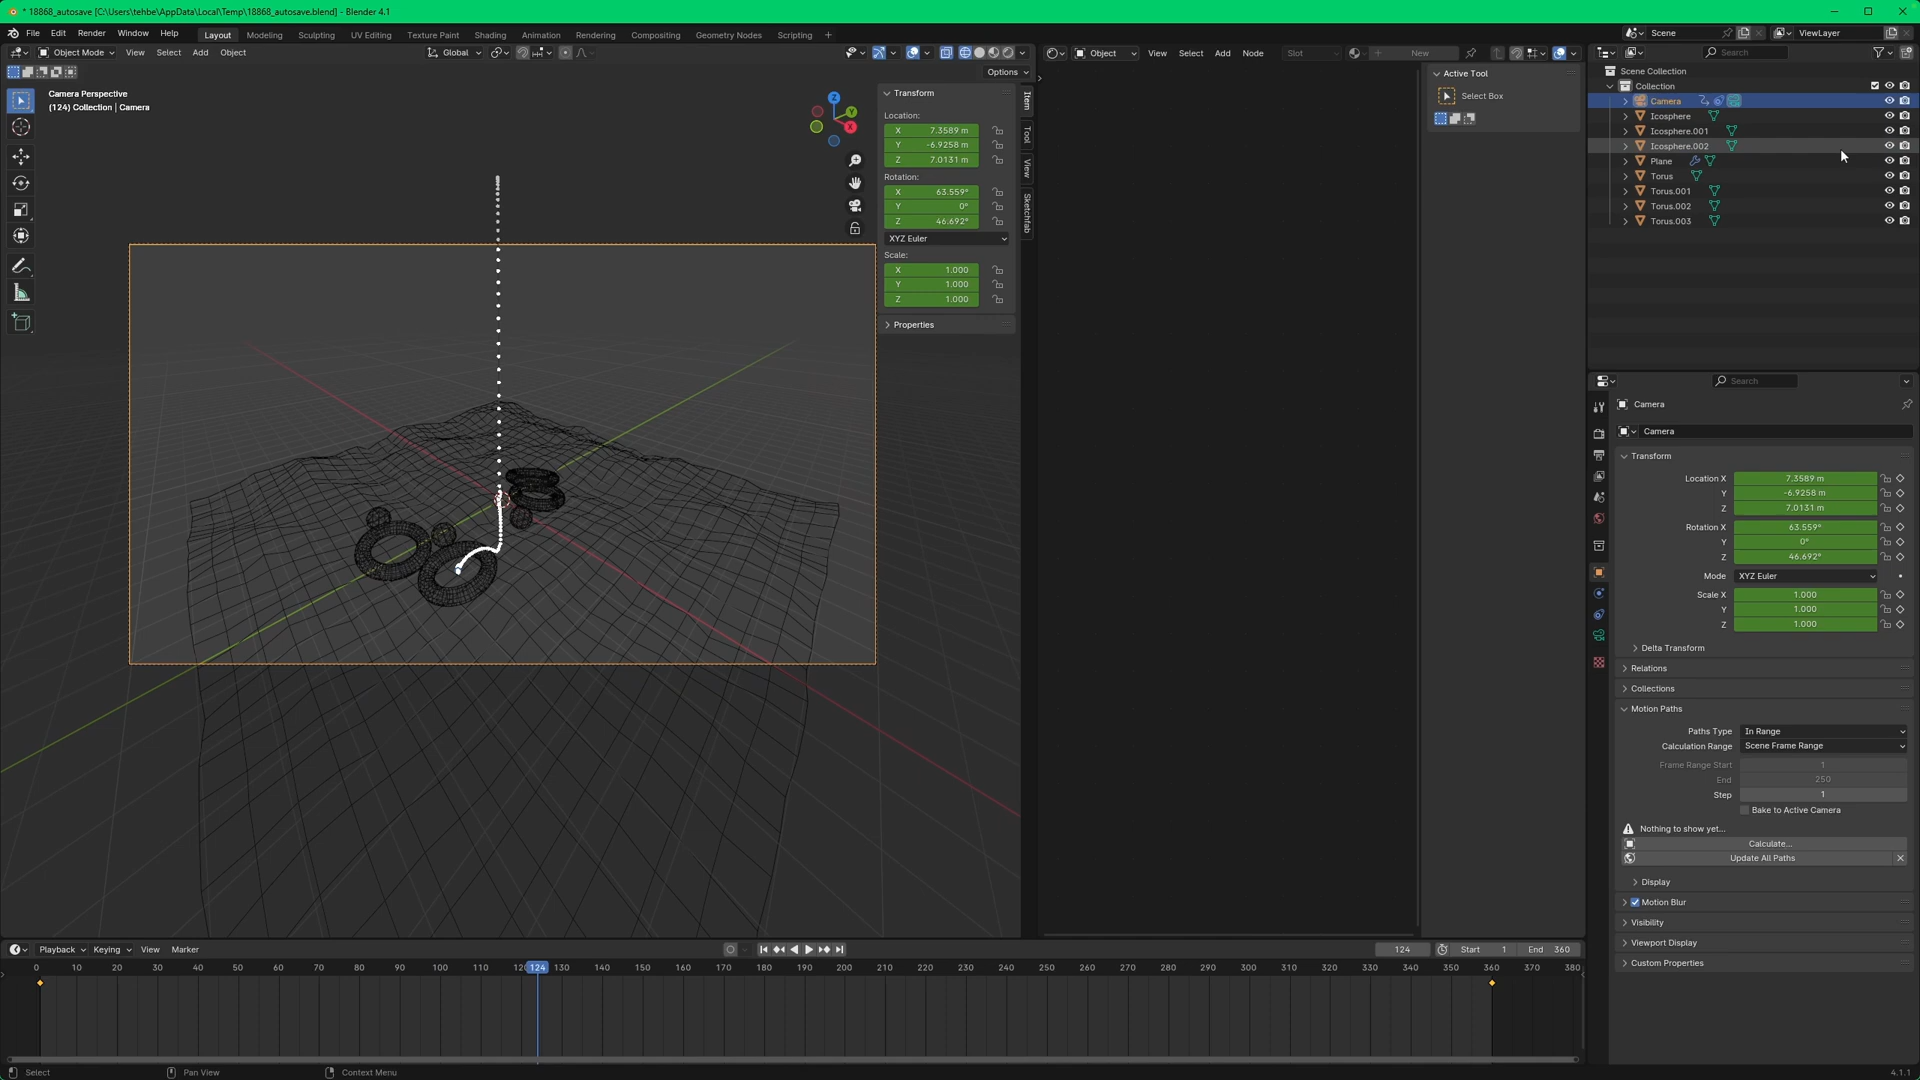 * 18868_autosave [C:\Users\tehbe\AppData\Local\Temp\18868_autosave.blend] - Blender 4.1
File Edit Render Window Help Layout Modeling Sculpting UV Editing Texture Paint Shading Animation Rendering Compositing Geometry Nodes Scripting + Scene ViewLayer
Object Mode View Select Add Object Global Object View Select Add Node Slot New Search
Options
Camera Perspective
(124) Collection | Camera
Z
Y
X
Transform
Location:
X 7.3589 m
Y -6.9258 m
Z 7.0131 m
Rotation:
X 63.559°
Y 0°
Z 46.692°
XYZ Euler
Scale:
X 1.000
Y 1.000
Z 1.000
Properties
Item
Tool
View
Sketchfab
Active Tool
Select Box
Scene Collection
Collection
Camera
Icosphere
Icosphere.001
Icosphere.002
Plane
Torus
Torus.001
Torus.002
Torus.003
Search
Camera
Camera
Transform
Location X 7.3589 m
Y -6.9258 m
Z 7.0131 m
Rotation X 63.559°
Y 0°
Z 46.692°
Mode XYZ Euler
Scale X 1.000
Y 1.000
Z 1.000
Delta Transform
Relations
Collections
Motion Paths
Paths Type In Range
Calculation Range Scene Frame Range
Frame Range Start 1
End 250
Step 1
Bake to Active Camera
Nothing to show yet...
Calculate...
Update All Paths
Display
Motion Blur
Visibility
Viewport Display
Custom Properties
Playback Keying View Marker 124 Start 1 End 360
0 10 20 30 40 50 60 70 80 90 100 110 124 130 140 150 160 170 180 190 200 210 220 230 240 250 260 270 280 290 300 310 320 330 340 350 360 370 380
Select Pan View Context Menu 4.1.1